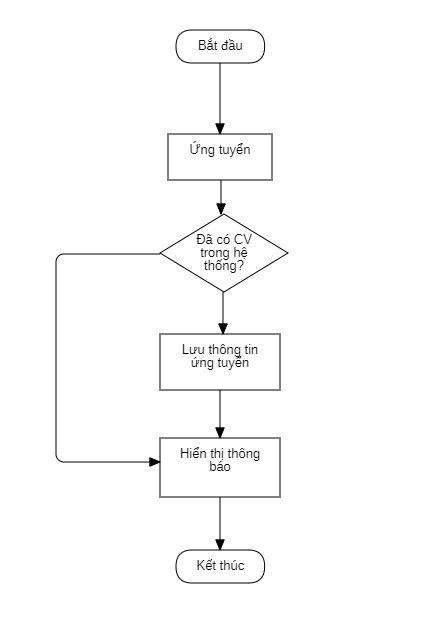 Bắt đầu
Ứng tuyển
Đã có CV
trong hệ
thống?
Lưu thông tin
ứng tuyển
Hiển thị thông
báo
Kết thúc